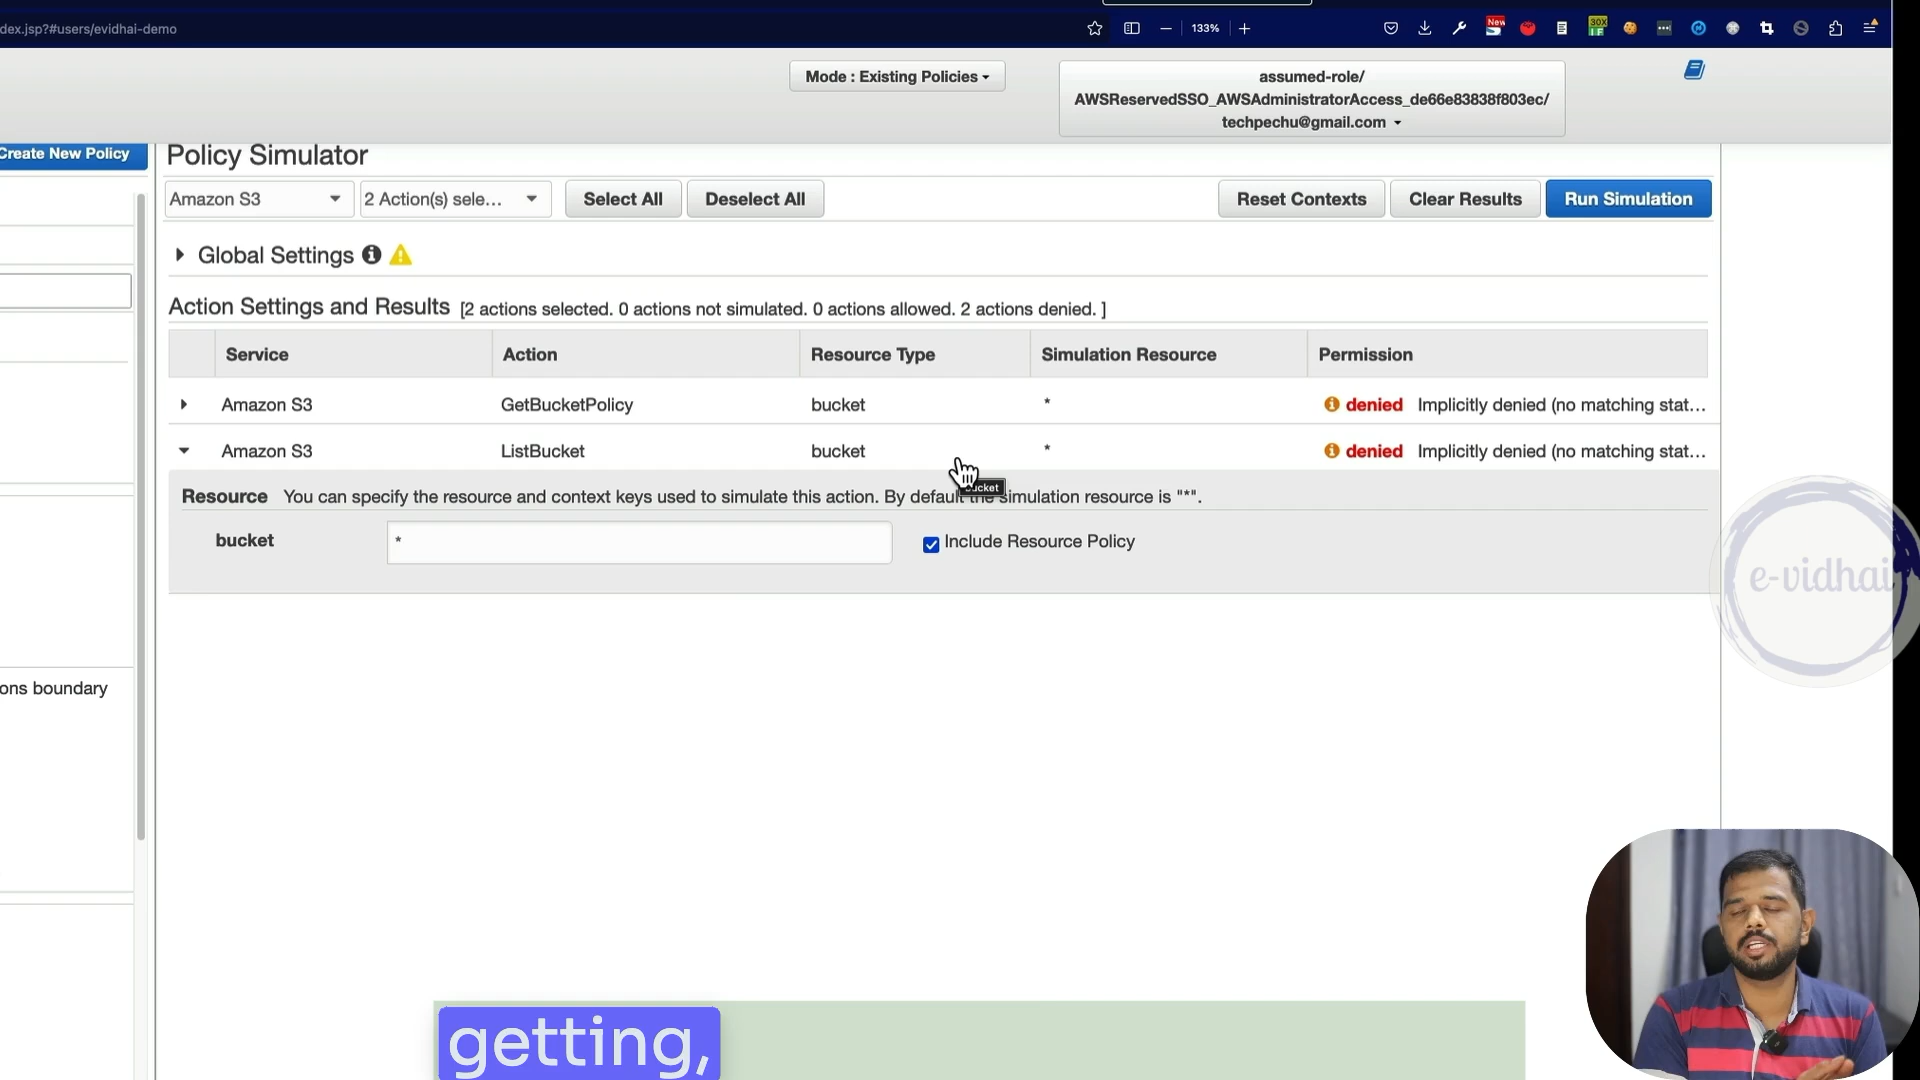 dex.jsp?#users/evidhai-demo
133%
New
30X
Mode : Existing Policies
assumed-role/
AWSReservedSSO_AWSAdministratorAccess_de66e83838f803ec/
techpechu@gmail.com
Create New Policy
Policy Simulator
Amazon S3
2 Action(s) sele...
Select All
Deselect All
Reset Contexts
Clear Results
Run Simulation
Global Settings
Action Settings and Results [2 actions selected. 0 actions not simulated. 0 actions allowed. 2 actions denied. ]
Service Action Resource Type Simulation Resource Permission
Amazon S3 GetBucketPolicy bucket * denied Implicitly denied (no matching stat...
Amazon S3 ListBucket bucket * denied Implicitly denied (no matching stat...
Resource You can specify the resource and context keys used to simulate this action. By default the simulation resource is "*".
bucket * Include Resource Policy
e-vidhai
ons boundary
getting,